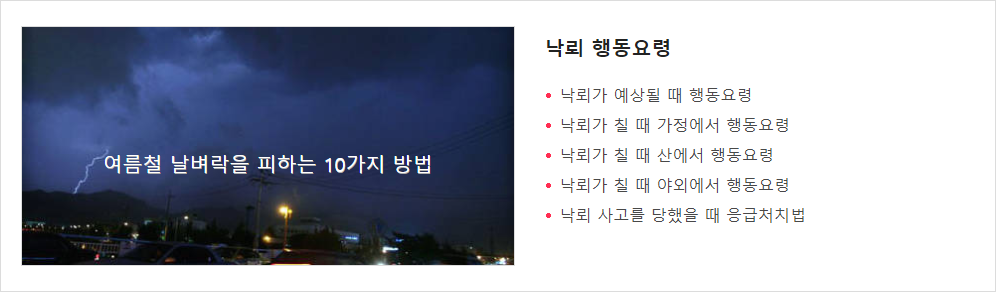 여름철 날벼락을 피하는 10가지 방법
낙뢰 행동요령
낙뢰가 예상될 때 행동요령
낙뢰가 칠 때 가정에서 행동요령
낙뢰가 칠 때 산에서 행동요령
낙뢰가 칠 때 야외에서 행동요령
낙뢰 사고를 당했을 때 응급처치법